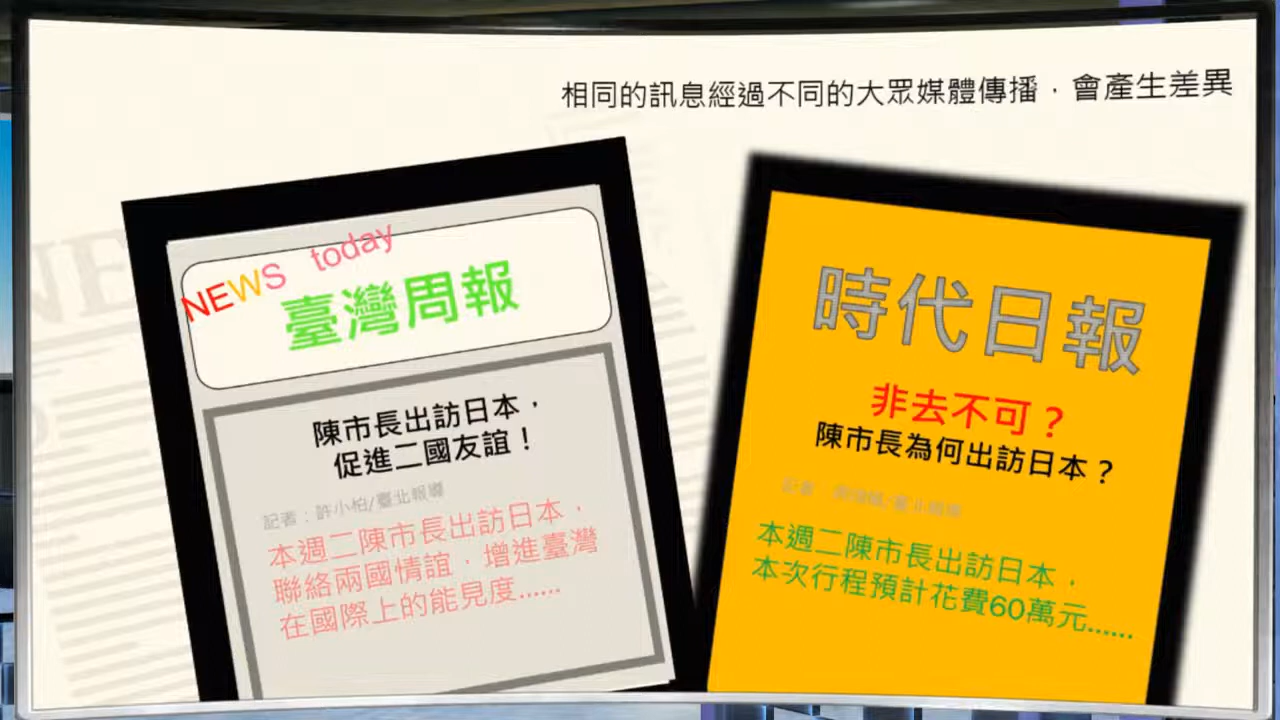 相同的訊息經過不同的大眾媒體傳播，會產生差異
NEWS today
臺灣周報
陳市長出訪日本，
促進二國友誼！
記者：許小柏/臺北報導
本週二陳市長出訪日本，
聯絡兩國情誼，增進臺灣
在國際上的能見度……
時代日報
非去不可？
陳市長為何出訪日本？
記者
本週二陳市長出訪日本，
本次行程預計花費60萬元……